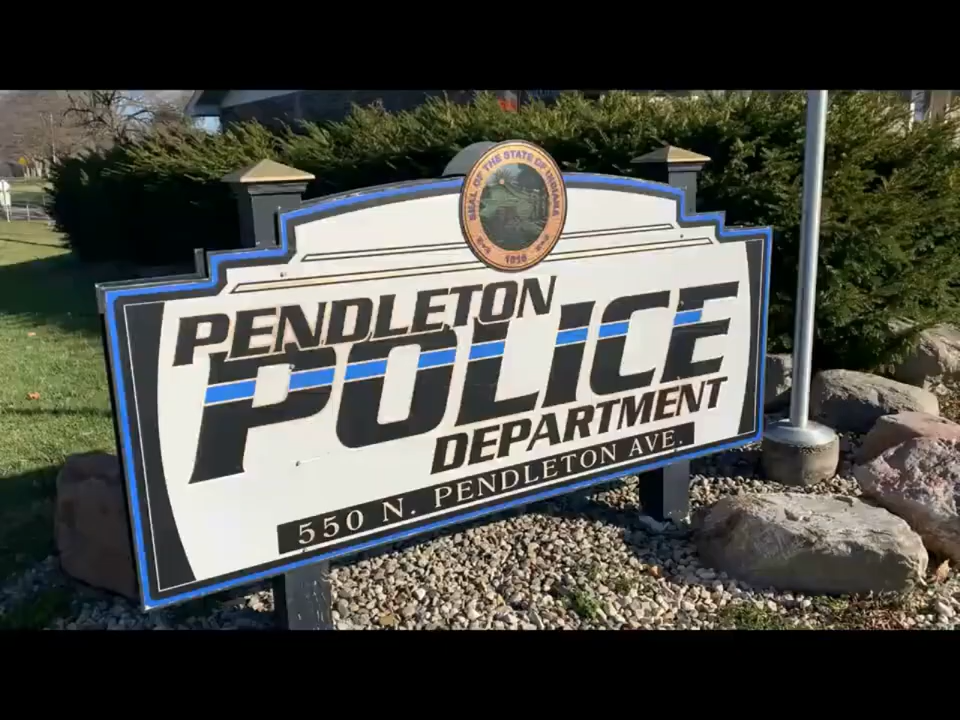 SEAL OF THE STATE OF INDIANA
1816
PENDLETON
POLICE
DEPARTMENT
550 N. PENDLETON AVE.